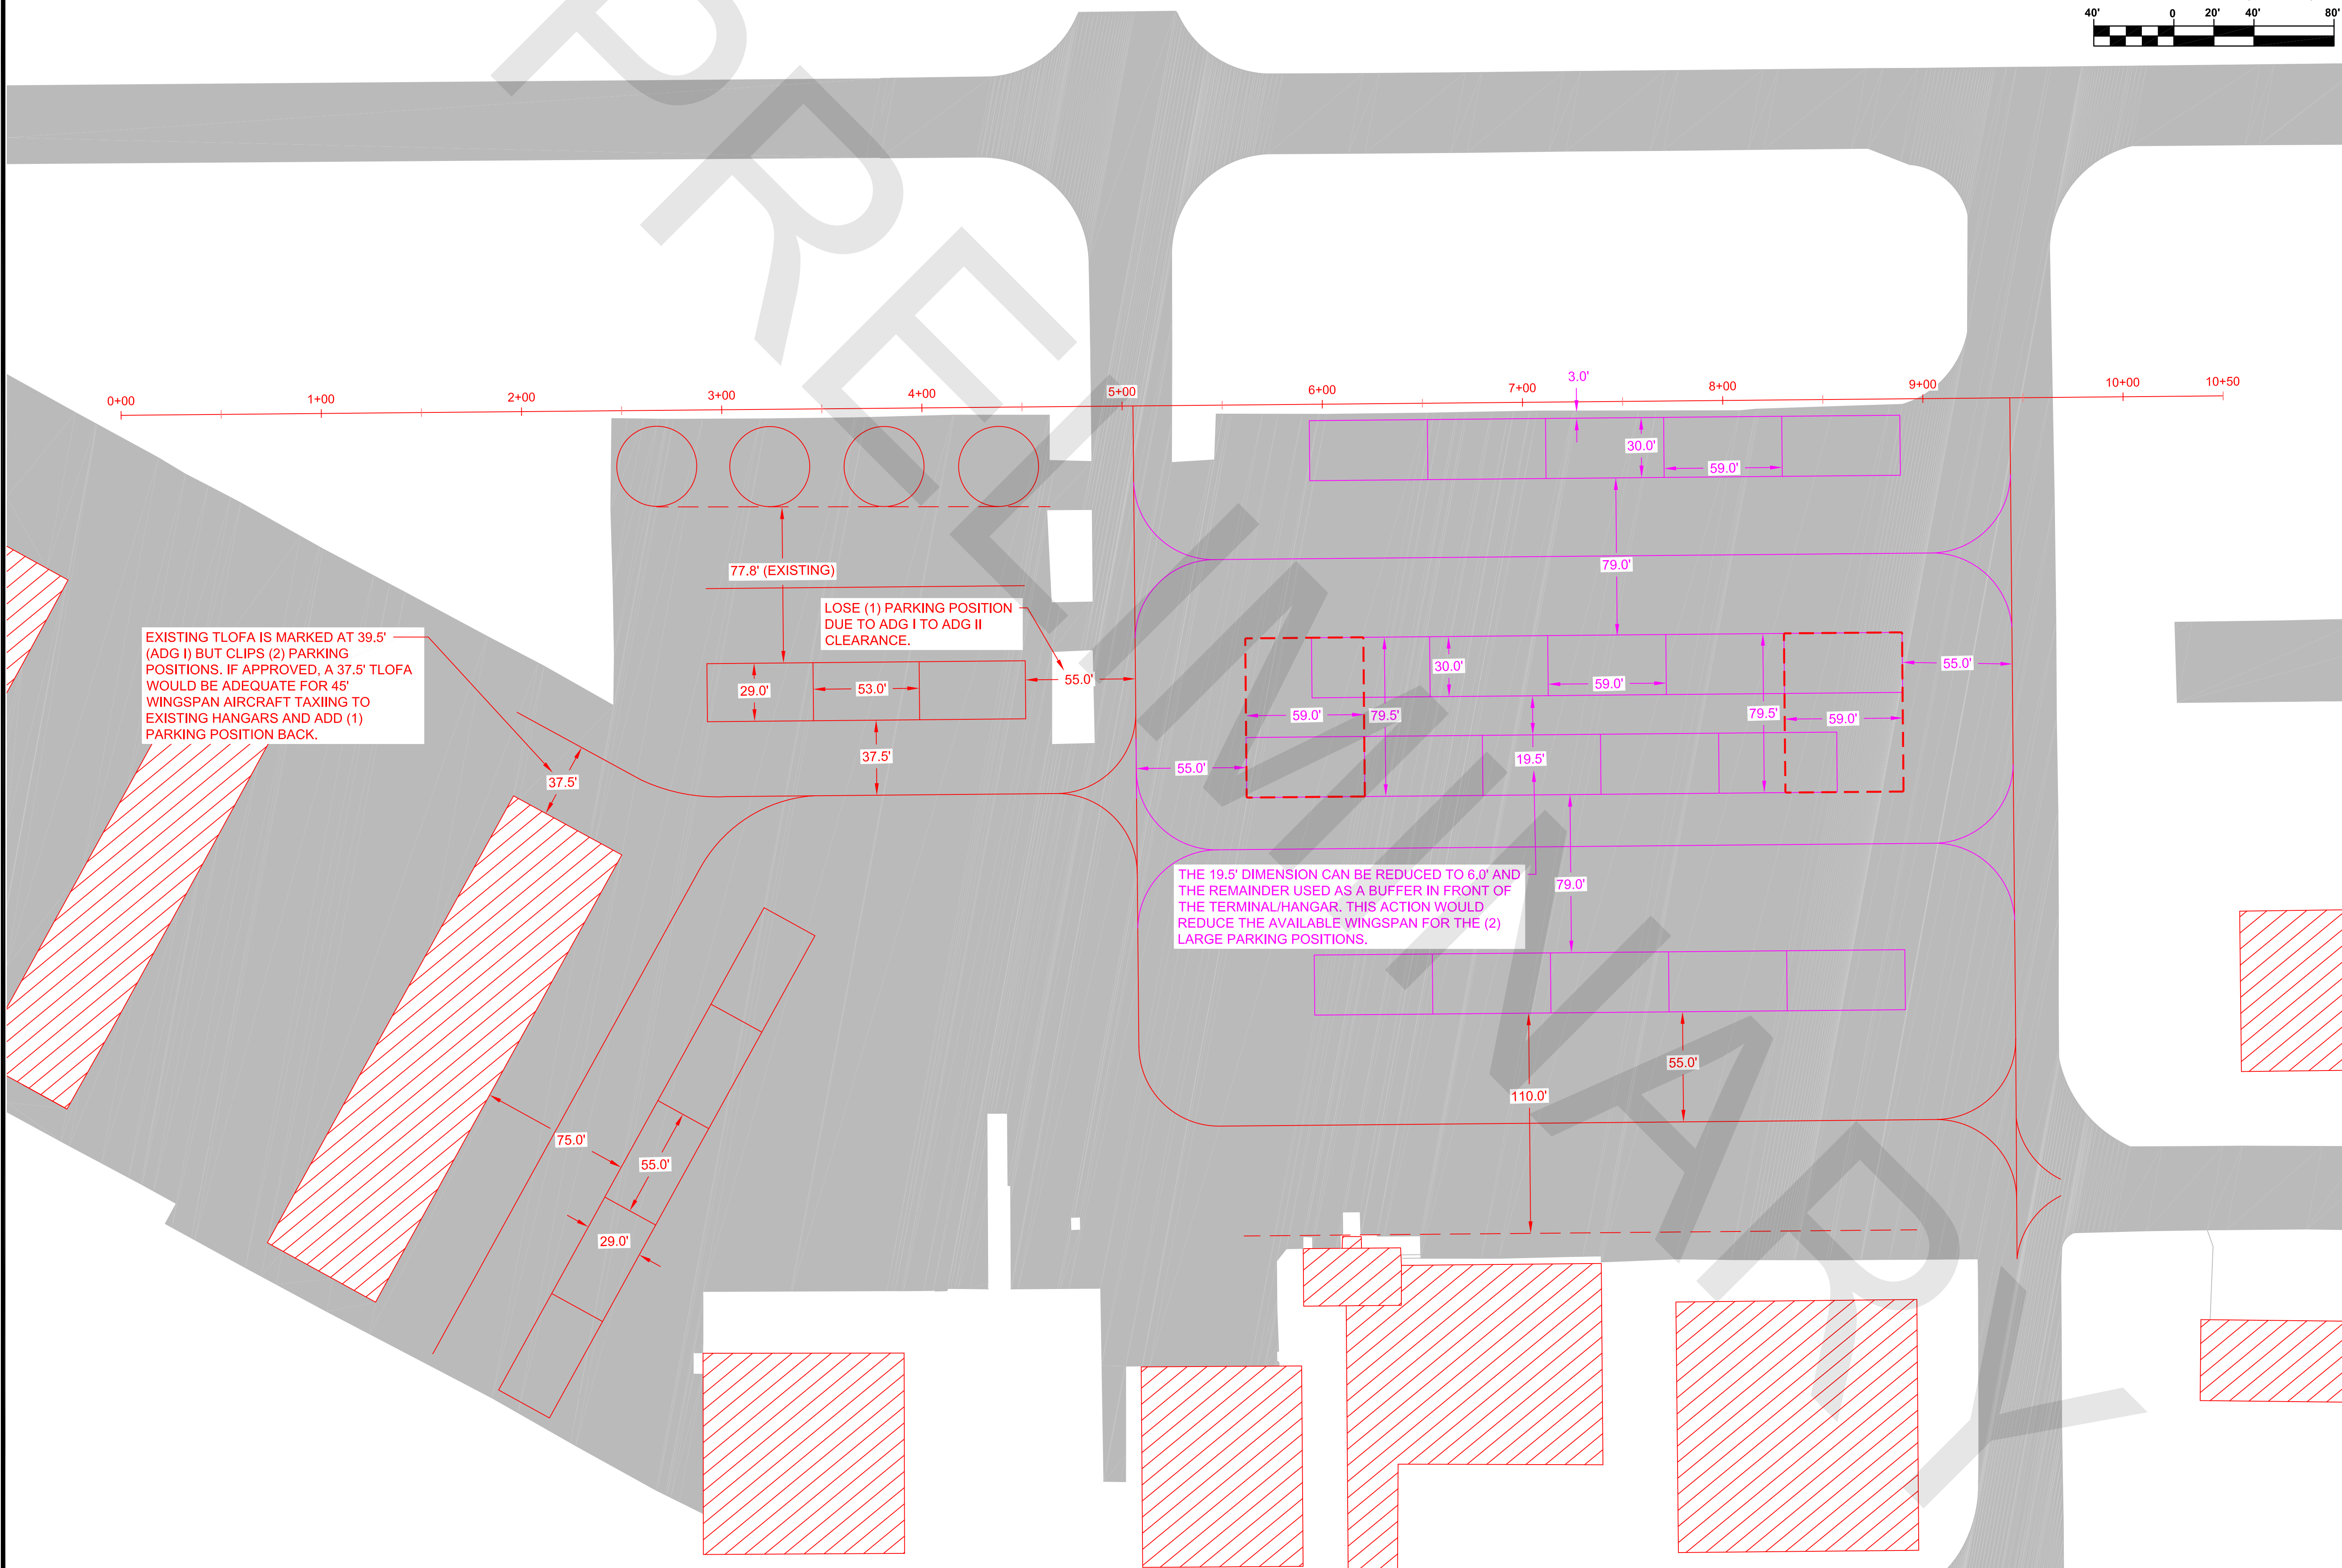 40' 0 20' 40' 80'
0+00 1+00 2+00 3+00 4+00 5+00 6+00 7+00 8+00 9+00 10+00 10+50
3.0'
30.0'
59.0'
77.8' (EXISTING)
79.0'
LOSE (1) PARKING POSITION
DUE TO ADG I TO ADG II
CLEARANCE.
EXISTING TLOFA IS MARKED AT 39.5'
(ADG I) BUT CLIPS (2) PARKING
POSITIONS. IF APPROVED, A 37.5' TLOFA
WOULD BE ADEQUATE FOR 45'
WINGSPAN AIRCRAFT TAXIING TO
EXISTING HANGARS AND ADD (1)
PARKING POSITION BACK.
29.0'
53.0'
55.0'
30.0'
59.0'
55.0'
59.0'
79.5'
79.5'
59.0'
37.5'
37.5'
55.0'
19.5'
THE 19.5' DIMENSION CAN BE REDUCED TO 6.0' AND
THE REMAINDER USED AS A BUFFER IN FRONT OF
THE TERMINAL/HANGAR. THIS ACTION WOULD
REDUCE THE AVAILABLE WINGSPAN FOR THE (2)
LARGE PARKING POSITIONS.
79.0'
55.0'
110.0'
75.0'
55.0'
29.0'
PRELIMINARY